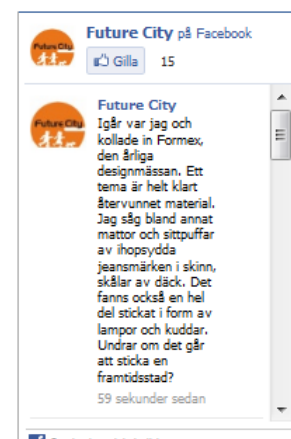 Future City på Facebook
Gilla 15
Future City
Future City
Future City
Igår var jag och
kollade in Formex,
den årliga
designmässan. Ett
tema är helt klart
återvunnet material.
Jag såg bland annat
mattor och sittpuffar
av ihopsydda
jeansmärken i skinn,
skålar av däck. Det
fanns också en hel
del stickat i form av
lampor och kuddar.
Undrar om det går
att sticka en
framtidsstad?
59 sekunder sedan